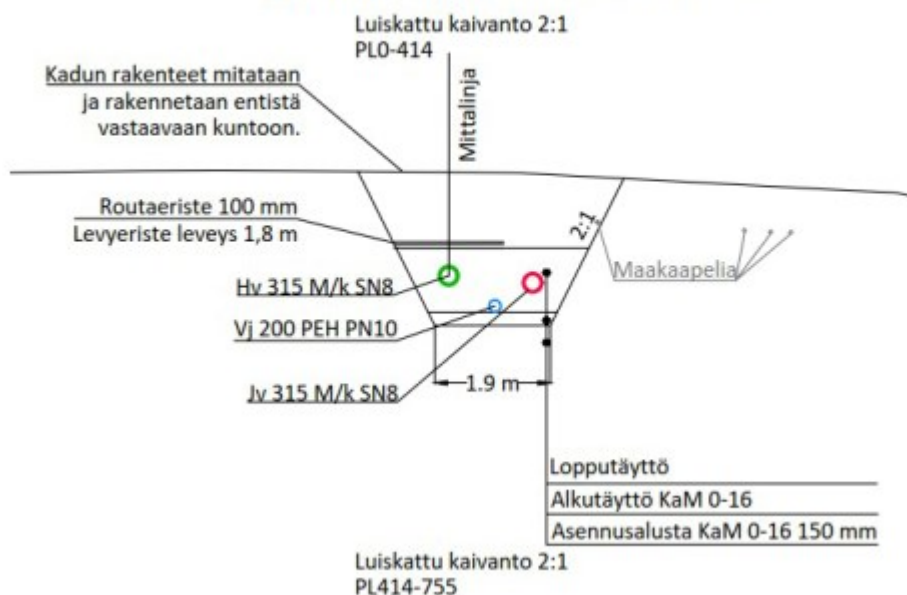 Luiskattu kaivanto 2:1
PL0-414
Kadun rakenteet mitataan
ja rakennetaan entistä
vastaavaan kuntoon.
Mittalinja
Routaeriste 100 mm
Levyeriste leveys 1,8 m
2:1
Maakaapelia
Hv 315 M/k SN8
Vj 200 PEH PN10
Jv 315 M/k SN8
1.9 m
Lopputäyttö
Alkutäyttö KaM 0-16
Asennusalusta KaM 0-16 150 mm
Luiskattu kaivanto 2:1
PL414-755